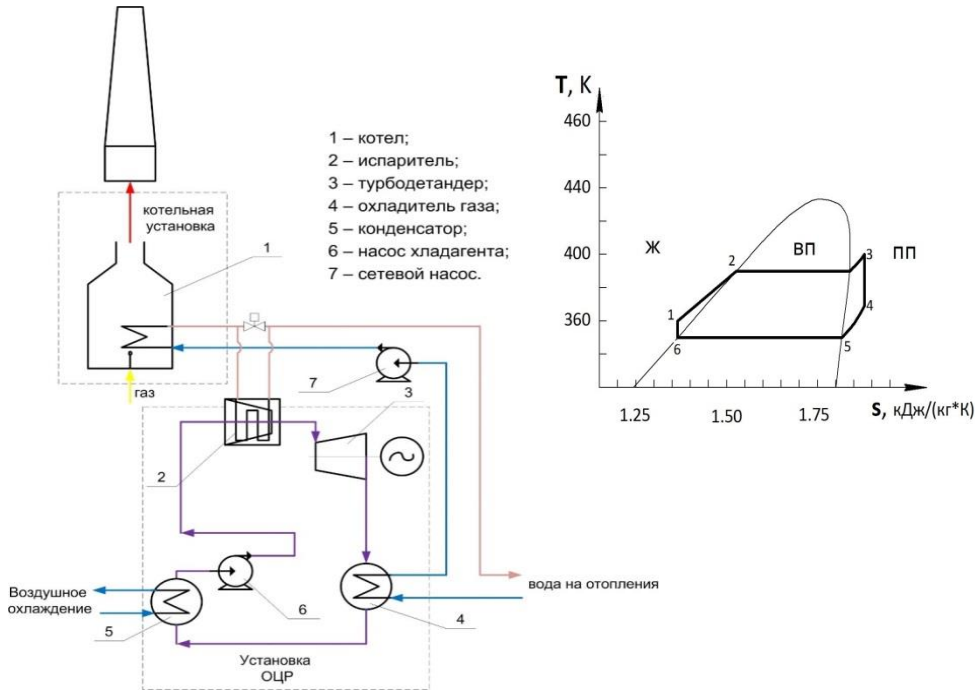 1 – котел;
2 – испаритель;
3 – турбодетандер;
4 – охладитель газа;
5 – конденсатор;
6 – насос хладагента;
7 – сетевой насос.
котельная
установка
1
газ
7
3
2
6
4
5
Воздушное
охлаждение
вода на отопления
Установка
ОЦР
T, К
460
440
400
360
Ж
ВП
ПП
1
2
3
4
5
6
1.25
1.50
1.75
S, кДж/(кг*К)